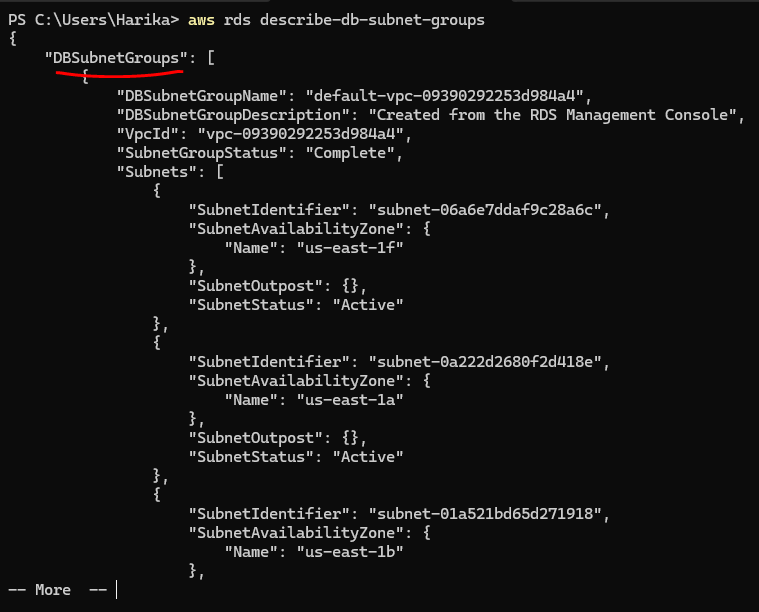 PS C:\Users\Harika> aws rds describe-db-subnet-groups
{
    "DBSubnetGroups": [
        {
            "DBSubnetGroupName": "default-vpc-09390292253d984a4",
            "DBSubnetGroupDescription": "Created from the RDS Management Console",
            "VpcId": "vpc-09390292253d984a4",
            "SubnetGroupStatus": "Complete",
            "Subnets": [
                {
                    "SubnetIdentifier": "subnet-06a6e7ddaf9c28a6c",
                    "SubnetAvailabilityZone": {
                        "Name": "us-east-1f"
                    },
                    "SubnetOutpost": {},
                    "SubnetStatus": "Active"
                },
                {
                    "SubnetIdentifier": "subnet-0a222d2680f2d418e",
                    "SubnetAvailabilityZone": {
                        "Name": "us-east-1a"
                    },
                    "SubnetOutpost": {},
                    "SubnetStatus": "Active"
                },
                {
                    "SubnetIdentifier": "subnet-01a521bd65d271918",
                    "SubnetAvailabilityZone": {
                        "Name": "us-east-1b"
                    },
-- More  --